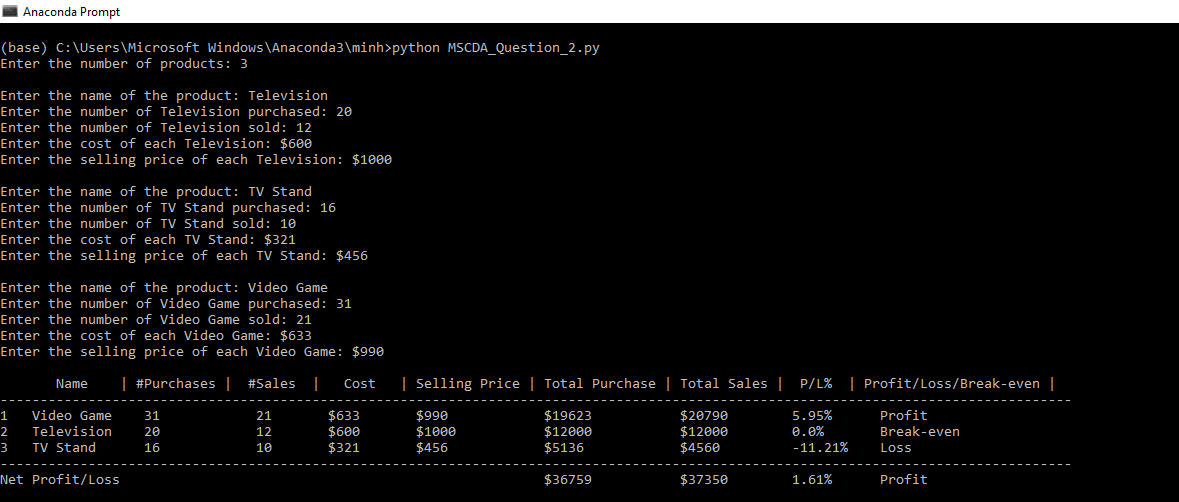 Anaconda Prompt
(base) C:\Users\Microsoft Windows\Anaconda3\minh>python MSCDA_Question_2.py
Enter the number of products: 3
Enter the name of the product: Television
Enter the number of Television purchased: 20
Enter the number of Television sold: 12
Enter the cost of each Television: $600
Enter the selling price of each Television: $1000
Enter the name of the product: TV Stand
Enter the number of TV Stand purchased: 16
Enter the number of TV Stand sold: 10
Enter the cost of each TV Stand: $321
Enter the selling price of each TV Stand: $456
Enter the name of the product: Video Game
Enter the number of Video Game purchased: 31
Enter the number of Video Game sold: 21
Enter the cost of each Video Game: $633
Enter the selling price of each Video Game: $990
Name | #Purchases | #Sales | Cost | Selling Price | Total Purchase | Total Sales | P/L% | Profit/Loss/Break-even |
--------------------------------------------------------------------------------------------------------------------------------------
1 Video Game 31 21 $633 $990 $19623 $20790 5.95% Profit
2 Television 20 12 $600 $1000 $12000 $12000 0.0% Break-even
3 TV Stand 16 10 $321 $456 $5136 $4560 -11.21% Loss
--------------------------------------------------------------------------------------------------------------------------------------
Net Profit/Loss $36759 $37350 1.61% Profit